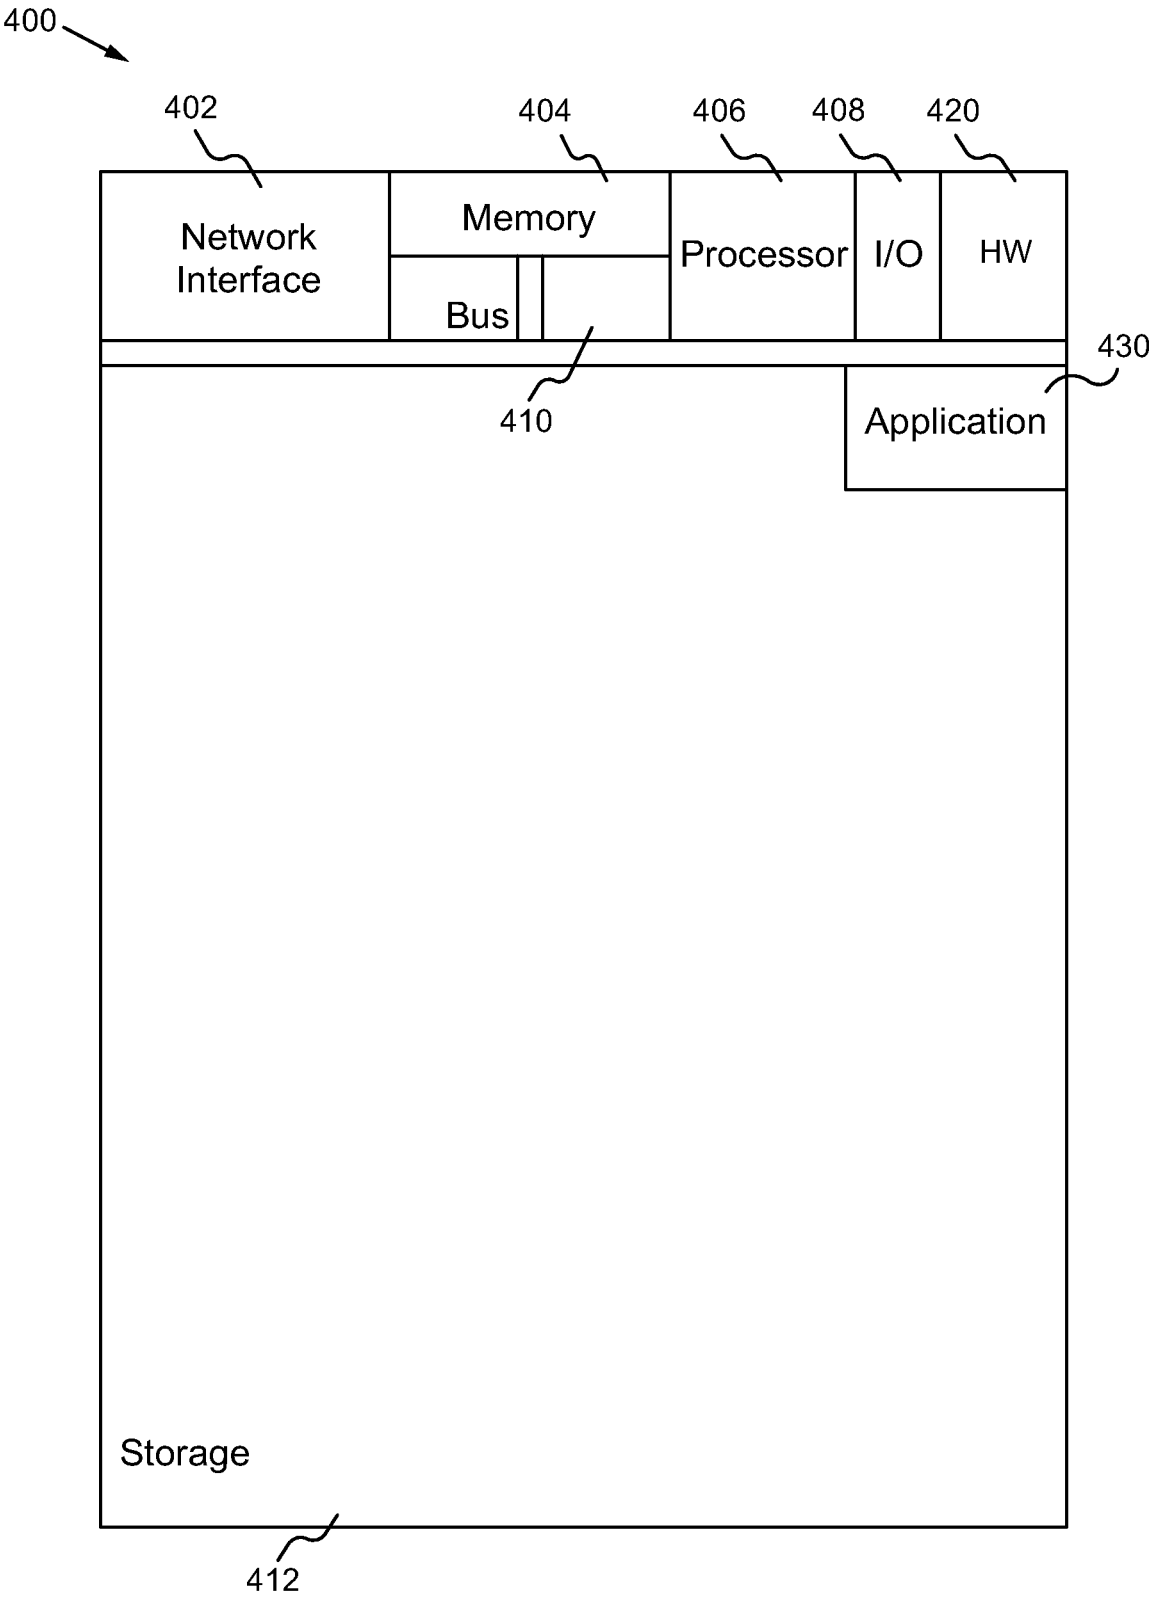 400
402
404
406
408
420
Network
Interface
Memory
Processor
I/O
HW
Bus
430
410
Application
Storage
412